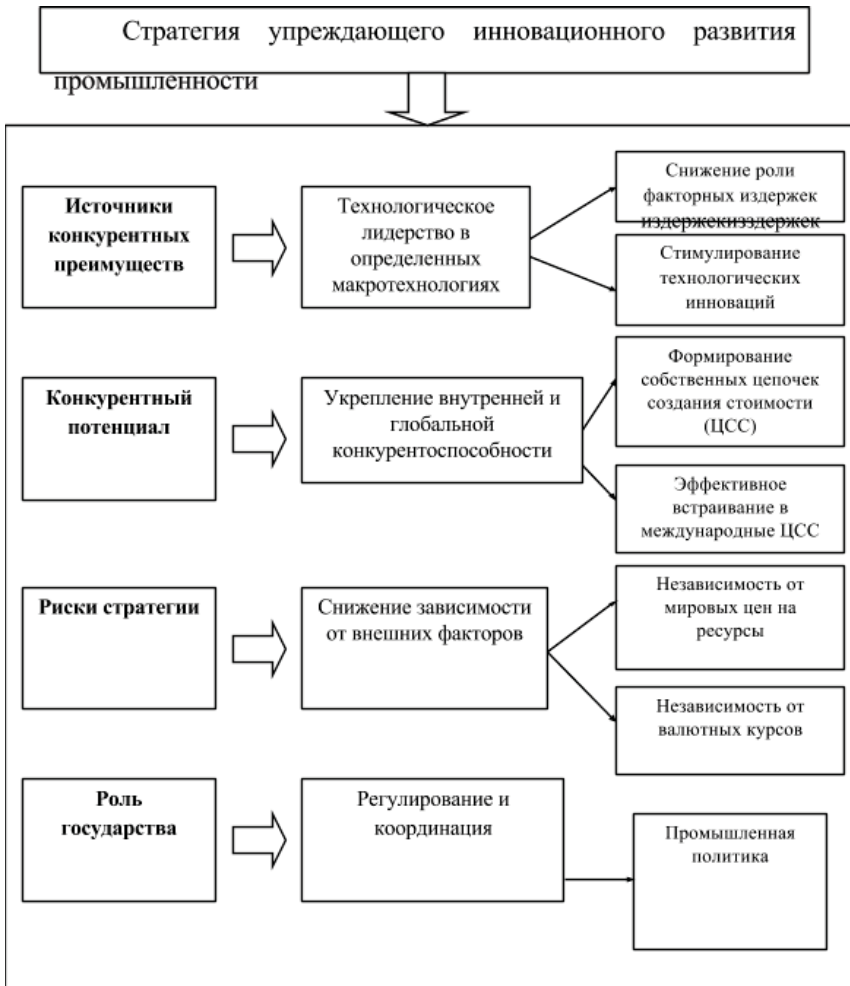 Стратегия упреждающего инновационного развития
промышленности
Источники
конкурентных
преимуществ
Технологическое
лидерство в
определенных
макротехнологиях
Снижение роли
факторных издержек
издержекизздержек
Стимулирование
технологических
инноваций
Конкурентный
потенциал
Укрепление внутренней и
глобальной
конкурентоспособности
Формирование
собственных цепочек
создания стоимости
(ЦСС)
Эффективное
встраивание в
международные ЦСС
Риски стратегии
Снижение зависимости
от внешних факторов
Независимость от
мировых цен на
ресурсы
Независимость от
валютных курсов
Роль
государства
Регулирование и
координация
Промышленная
политика